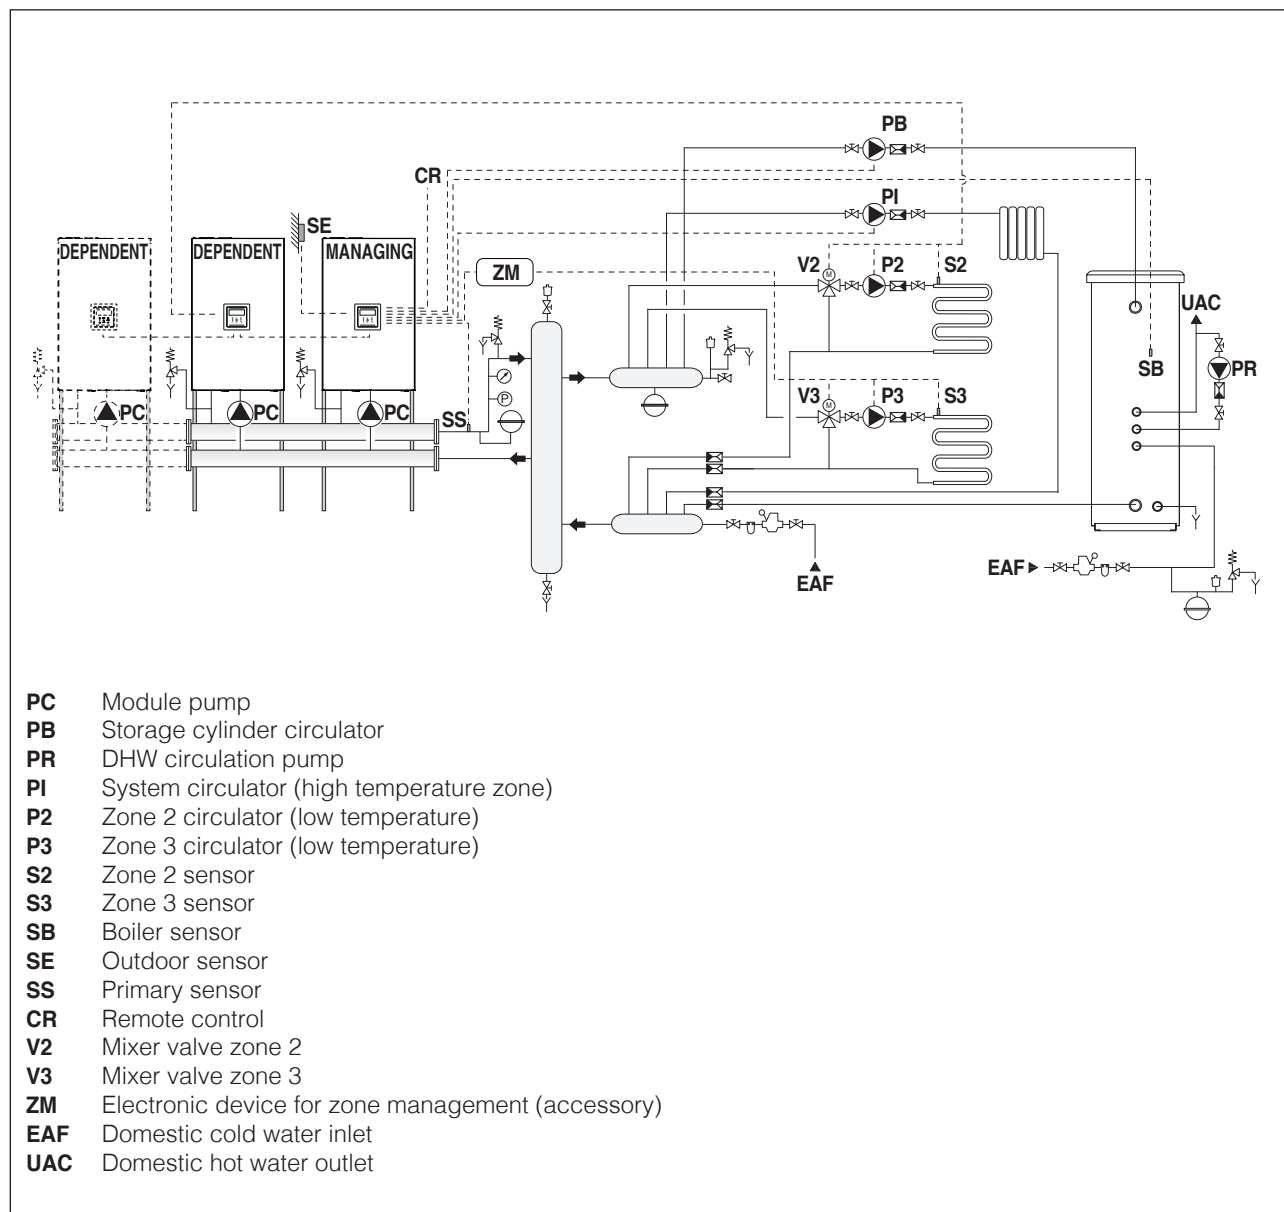 PB
CR
PI
SE
DEPENDENT DEPENDENT MANAGING
ZM
V2 M P2 S2
UAC
SB PR
V3 M P3 S3
PC PC PC SS P
EAF
EAF
PC Module pump
PB Storage cylinder circulator
PR DHW circulation pump
PI System circulator (high temperature zone)
P2 Zone 2 circulator (low temperature)
P3 Zone 3 circulator (low temperature)
S2 Zone 2 sensor
S3 Zone 3 sensor
SB Boiler sensor
SE Outdoor sensor
SS Primary sensor
CR Remote control
V2 Mixer valve zone 2
V3 Mixer valve zone 3
ZM Electronic device for zone management (accessory)
EAF Domestic cold water inlet
UAC Domestic hot water outlet